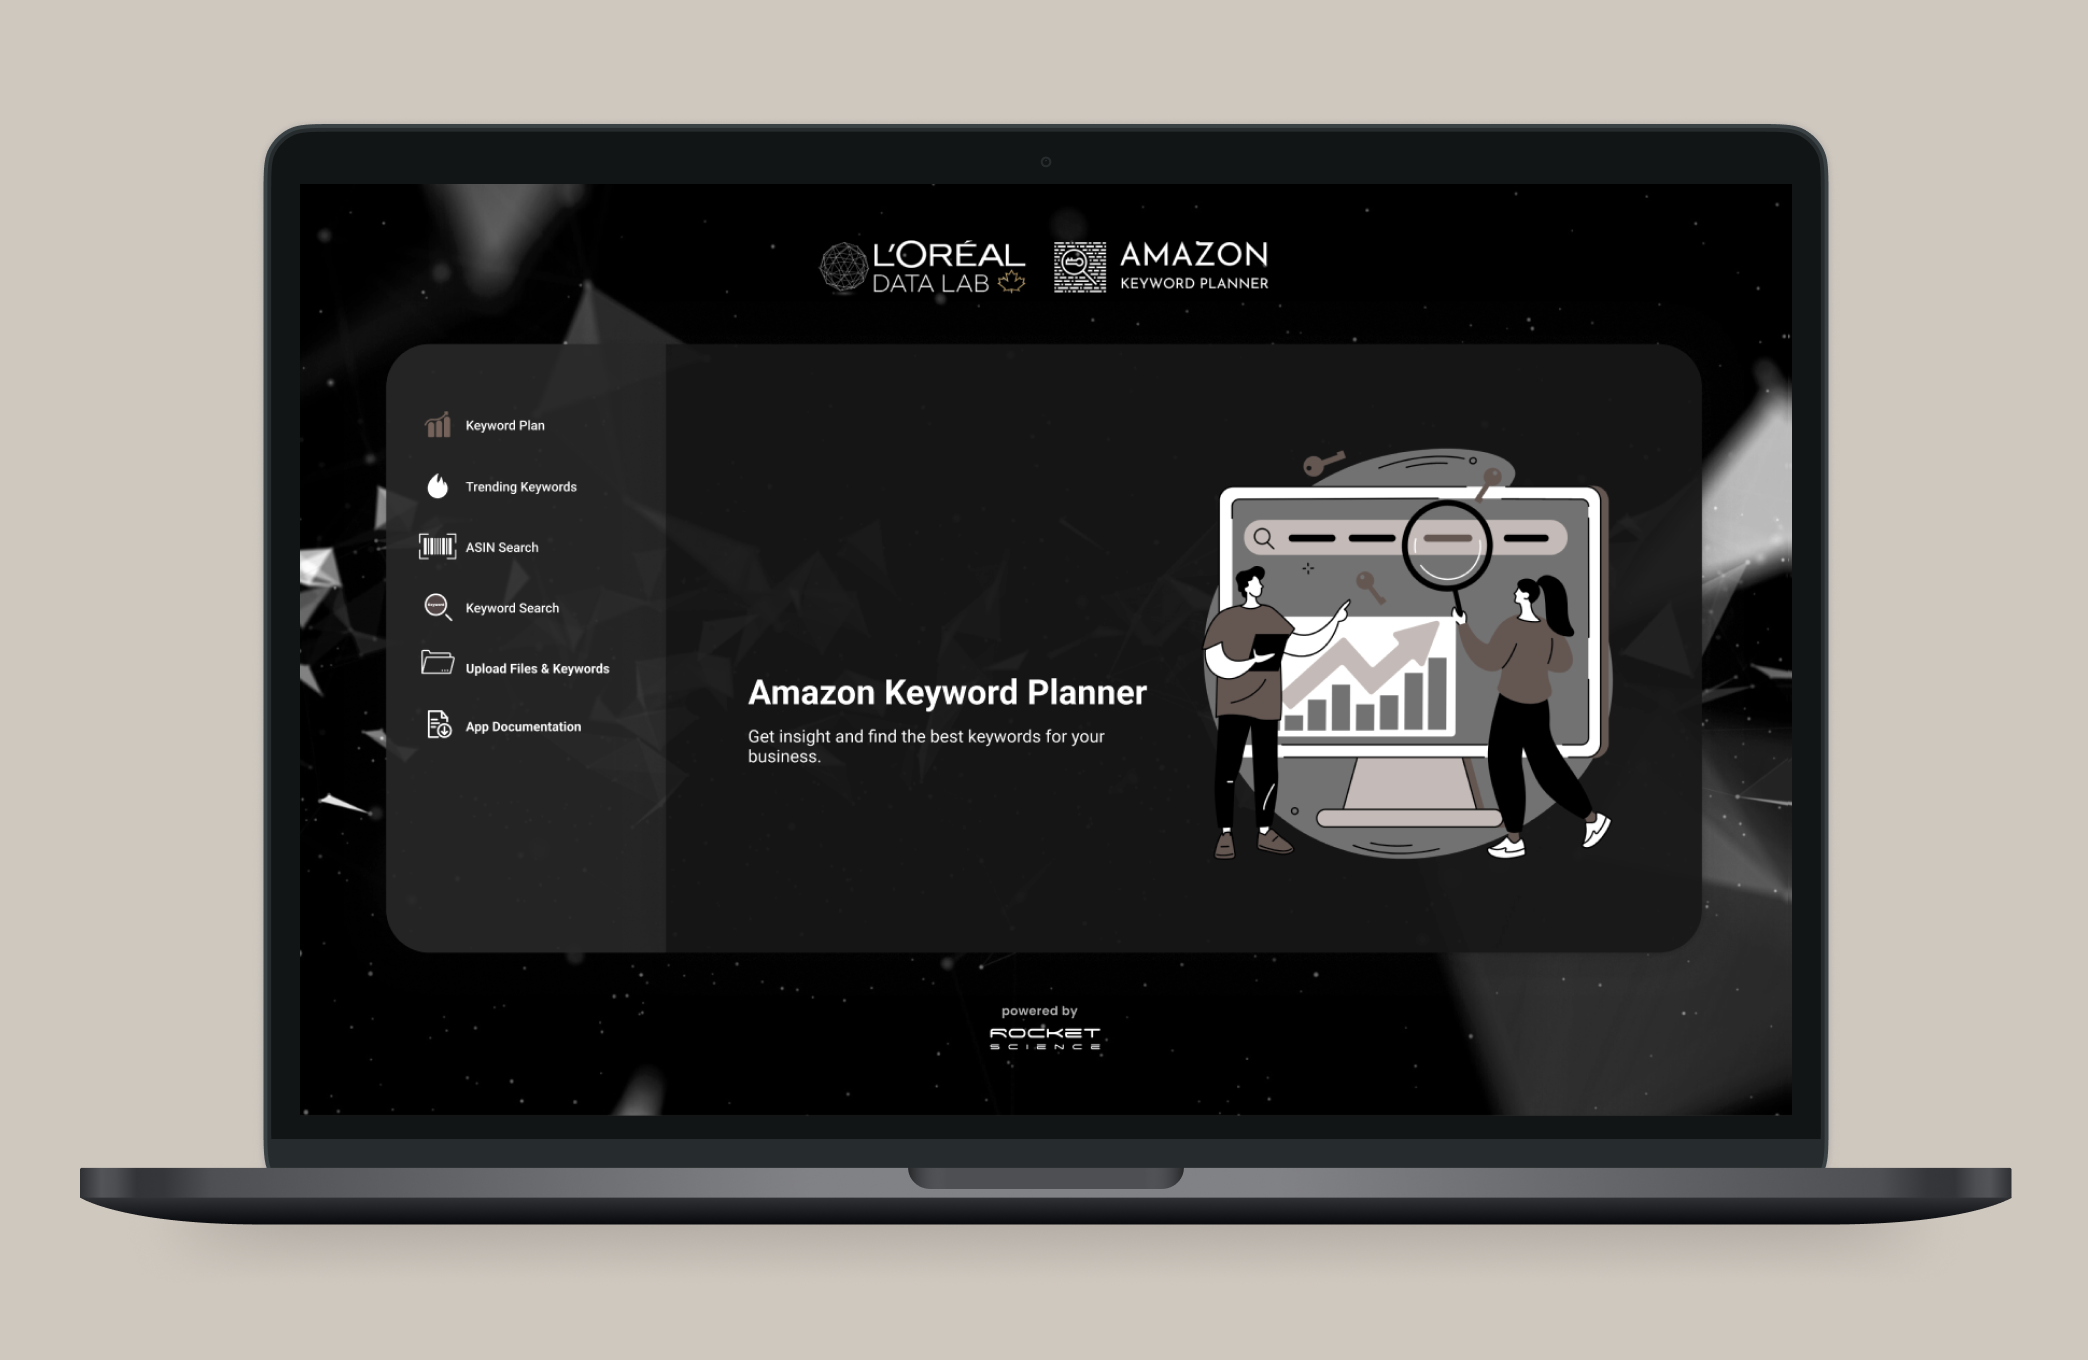 L'ORÉAL
DATA LAB
AMAZON
KEYWORD PLANNER
Keyword Plan
Trending Keywords
ASIN Search
Keyword Search
Upload Files & Keywords
App Documentation
Amazon Keyword Planner
Get insight and find the best keywords for your
business.
powered by
ROCKET
SCIENCE